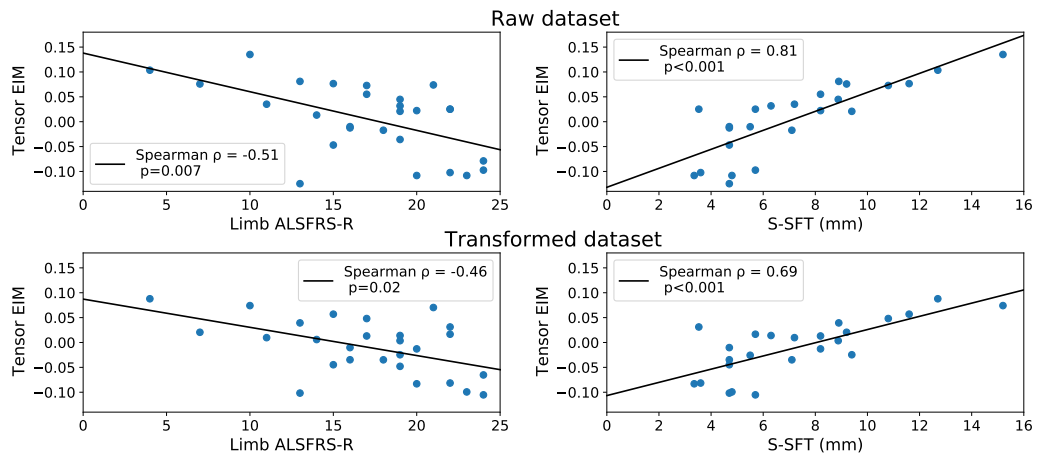 Raw dataset
Tensor EIM
0.15
0.10
0.05
0.00
−0.05
−0.10
Spearman ρ = -0.51
p=0.007
0 5 10 15 20 25
Limb ALSFRS-R
Tensor EIM
0.15
0.10
0.05
0.00
−0.05
−0.10
Spearman ρ = 0.81
p<0.001
0 2 4 6 8 10 12 14 16
S-SFT (mm)
Transformed dataset
Tensor EIM
0.15
0.10
0.05
0.00
−0.05
−0.10
Spearman ρ = -0.46
p=0.02
0 5 10 15 20 25
Limb ALSFRS-R
Tensor EIM
0.15
0.10
0.05
0.00
−0.05
−0.10
Spearman ρ = 0.69
p<0.001
0 2 4 6 8 10 12 14 16
S-SFT (mm)